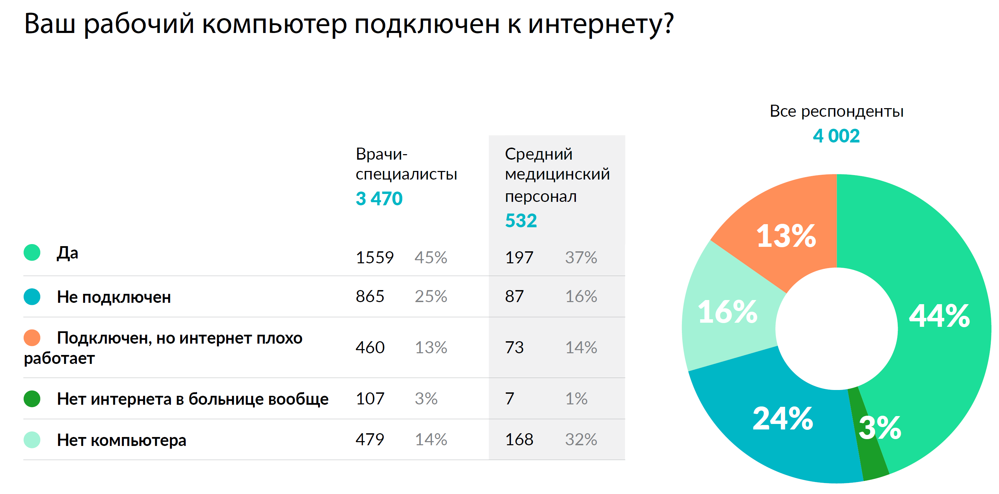 Ваш рабочий компьютер подключен к интернету?
Врачи-
специалисты
3 470
Средний
медицинский
персонал
532
Да 1559 45% 197 37%
Не подключен 865 25% 87 16%
Подключен, но интернет плохо
работает 460 13% 73 14%
Нет интернета в больнице вообще 107 3% 7 1%
Нет компьютера 479 14% 168 32%
Все респонденты
4 002
13%
44%
16%
24%
3%